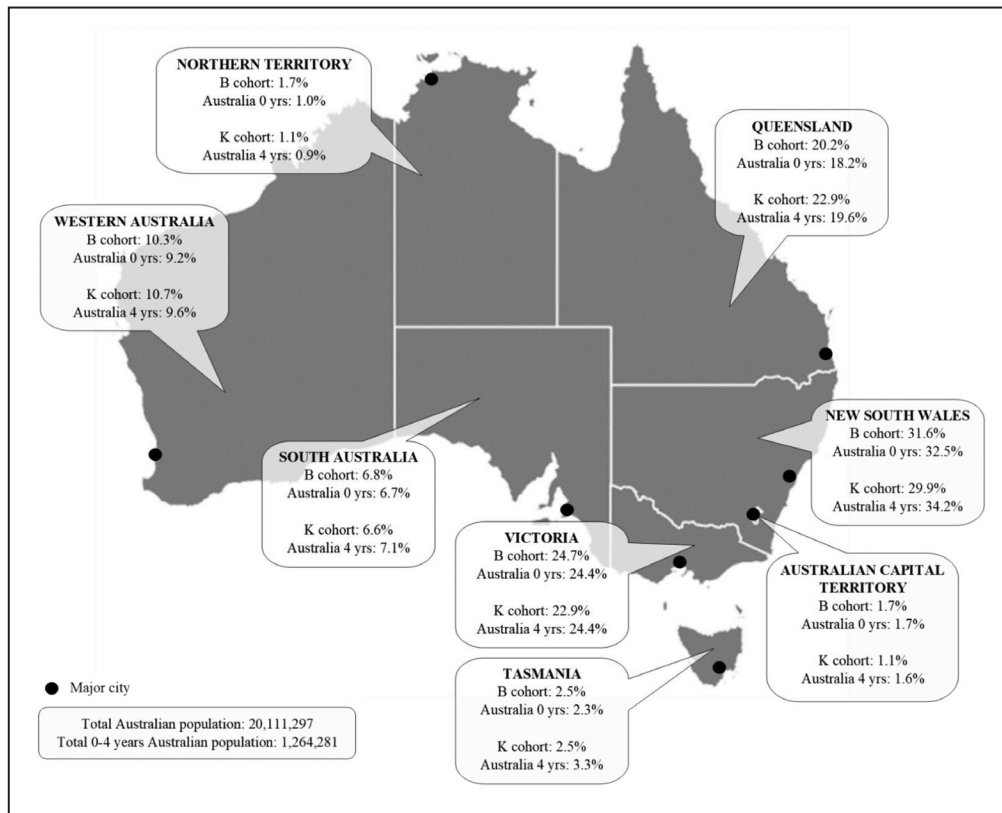 NORTHERN TERRITORY
B cohort: 1.7%
Australia 0 yrs: 1.0%
K cohort: 1.1%
Australia 4 yrs: 0.9%
QUEENSLAND
B cohort: 20.2%
Australia 0 yrs: 18.2%
K cohort: 22.9%
Australia 4 yrs: 19.6%
WESTERN AUSTRALIA
B cohort: 10.3%
Australia 0 yrs: 9.2%
K cohort: 10.7%
Australia 4 yrs: 9.6%
NEW SOUTH WALES
B cohort: 31.6%
Australia 0 yrs: 32.5%
K cohort: 29.9%
Australia 4 yrs: 34.2%
SOUTH AUSTRALIA
B cohort: 6.8%
Australia 0 yrs: 6.7%
K cohort: 6.6%
Australia 4 yrs: 7.1%
VICTORIA
B cohort: 24.7%
Australia 0 yrs: 24.4%
K cohort: 22.9%
Australia 4 yrs: 24.4%
AUSTRALIAN CAPITAL
TERRITORY
B cohort: 1.7%
Australia 0 yrs: 1.7%
K cohort: 1.1%
Australia 4 yrs: 1.6%
TASMANIA
B cohort: 2.5%
Australia 0 yrs: 2.3%
K cohort: 2.5%
Australia 4 yrs: 3.3%
Major city
Total Australian population: 20,111,297
Total 0-4 years Australian population: 1,264,281